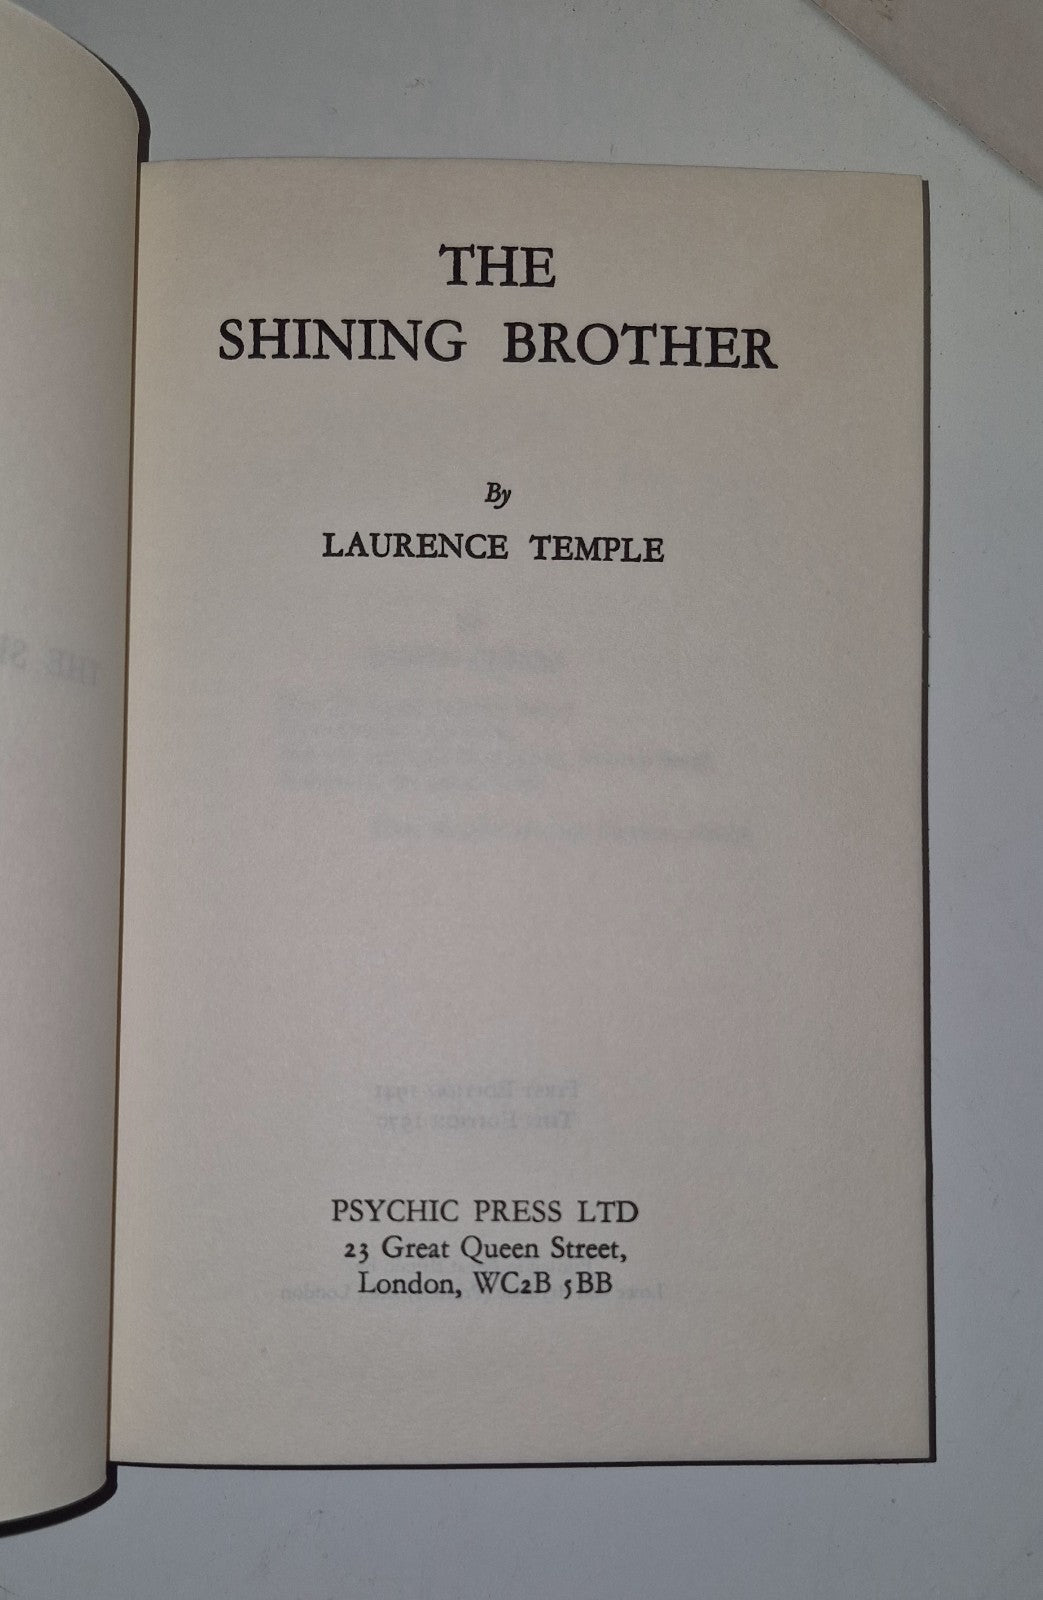 THE
SHINING BROTHER
By
LAURENCE TEMPLE
PSYCHIC PRESS LTD
23 Great Queen Street,
London, WC2B 5BB